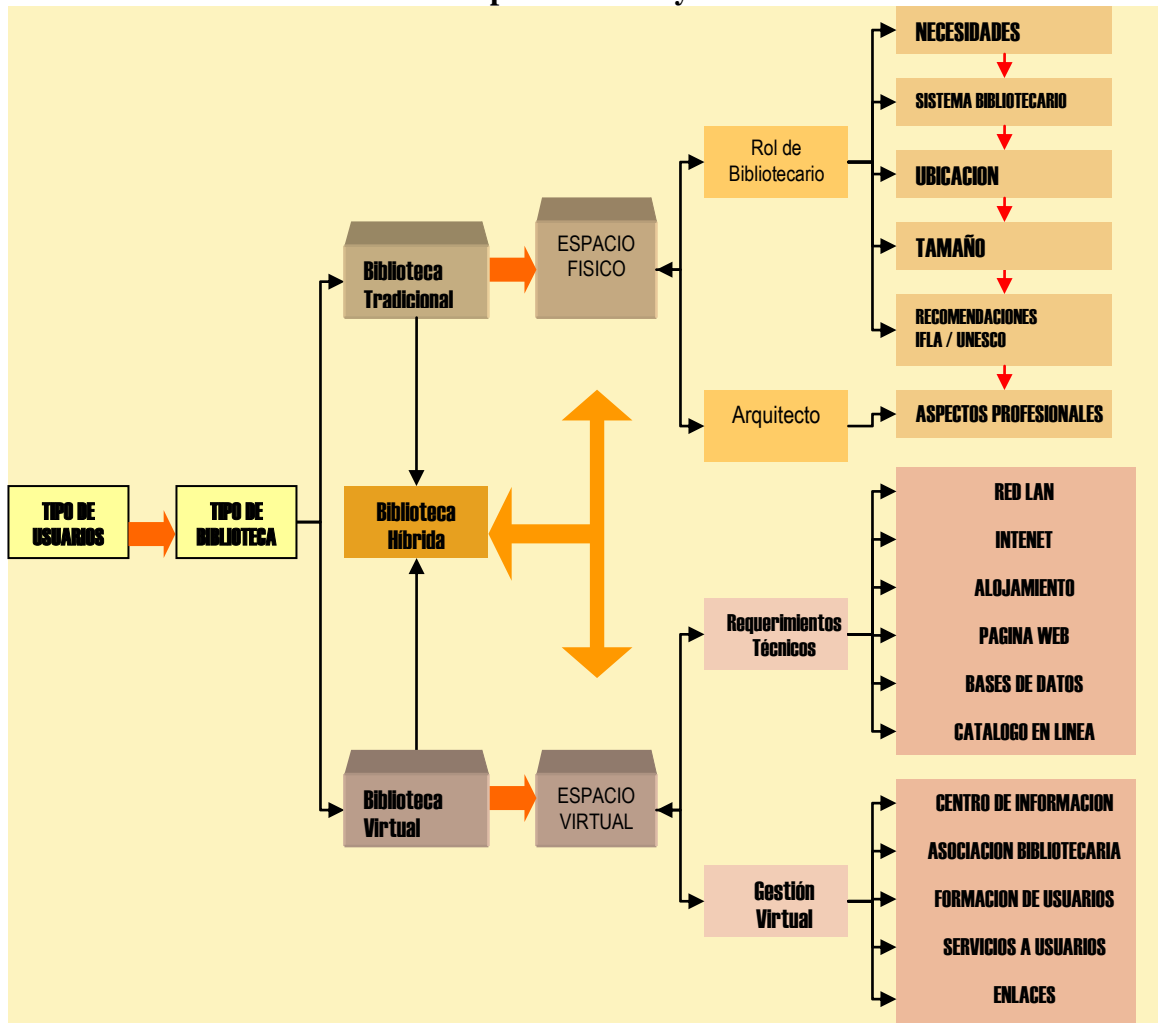 NECESIDADES
SISTEMA BIBLIOTECARIO
UBICACION
TAMAÑO
RECOMENDACIONES
IFLA / UNESCO
ASPECTOS PROFESIONALES
Rol de
Bibliotecario
Arquitecto
ESPACIO
FISICO
Biblioteca
Tradicional
TIPO DE
USUARIOS
TIPO DE
BIBLIOTECA
Biblioteca
Híbrida
Biblioteca
Virtual
ESPACIO
VIRTUAL
Requerimientos
Técnicos
RED LAN
INTENET
ALOJAMIENTO
PAGINA WEB
BASES DE DATOS
CATALOGO EN LINEA
Gestión
Virtual
CENTRO DE INFORMACION
ASOCIACION BIBLIOTECARIA
FORMACION DE USUARIOS
SERVICIOS A USUARIOS
ENLACES